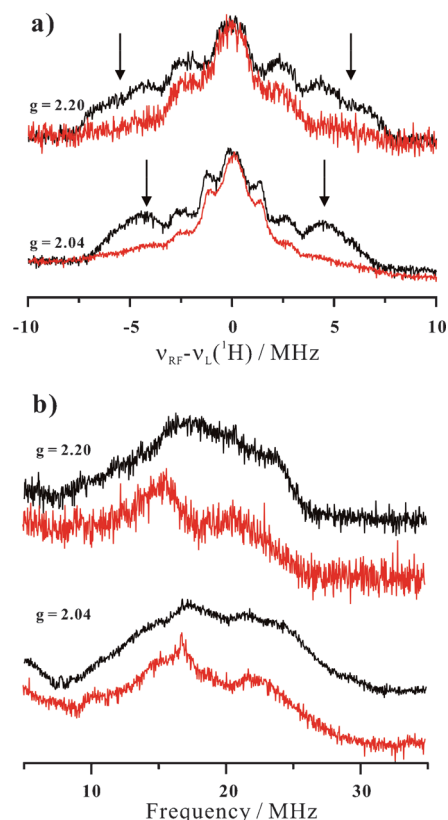 a)
g = 2.20
g = 2.04
-10 -5 0 5 10
ν_RF-ν_L(¹H) / MHz
b)
g = 2.20
g = 2.04
10 20 30
Frequency / MHz